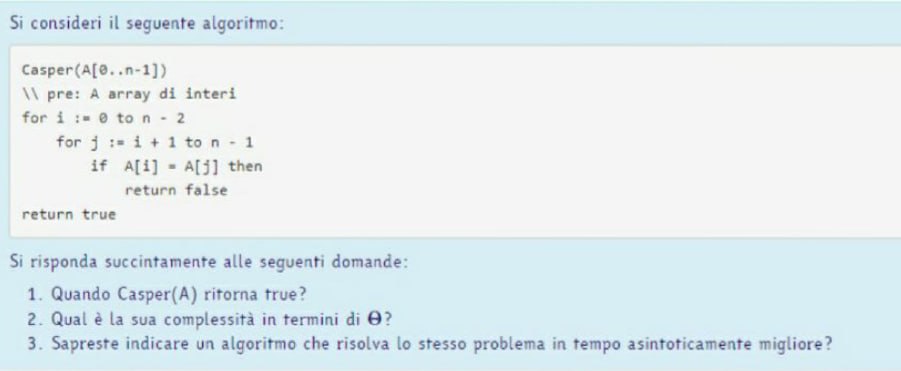 Si consideri il seguente algoritmo:
Casper(A[0..n-1])
\\ pre: A array di interi
for i := 0 to n - 2
for j := i + 1 to n - 1
if A[i] = A[j] then
return false
return true
Si risponda succintamente alle seguenti domande:
1. Quando Casper(A) ritorna true?
2. Qual è la sua complessità in termini di Θ?
3. Sapreste indicare un algoritmo che risolva lo stesso problema in tempo asintoticamente migliore?